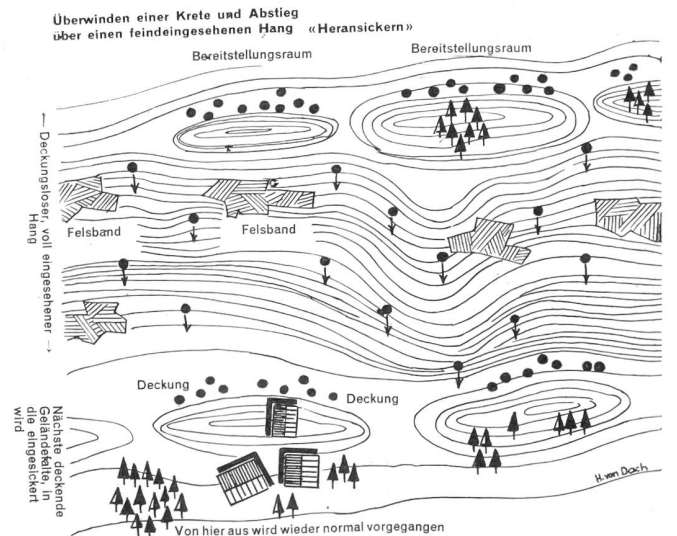 Überwinden einer Krete und Abstieg
über einen feindeingesehenen Hang «Heransickern»
Bereitstellungsraum
Bereitstellungsraum
← Deckungsloser, voll eingesehener →
Hang
Felsband
Felsband
Deckung
Deckung
Nächste deckende
Geländefalte, in
die eingesickert
wird
H. von Dach
Von hier aus wird wieder normal vorgegangen